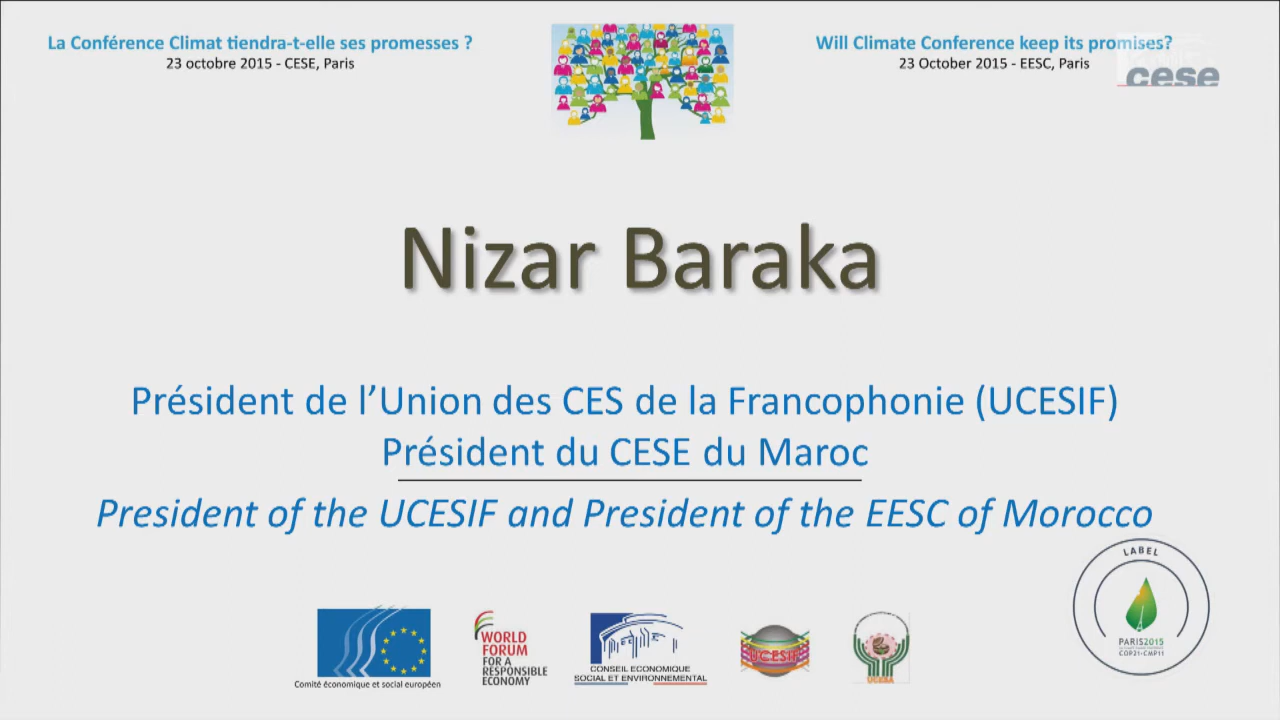 La Conférence Climat tiendra-t-elle ses promesses ?
23 octobre 2015 - CESE, Paris
Will Climate Conference keep its promises?
23 October 2015 - EESC, Paris
cese
Nizar Baraka
Président de l’Union des CES de la Francophonie (UCESIF)
Président du CESE du Maroc
President of the UCESIF and President of the EESC of Morocco
LABEL
PARIS2015
COP21-CMP11
Comité économique et social européen
WORLD
FORUM
FOR A
RESPONSIBLE
ECONOMY
CONSEIL ECONOMIQUE
SOCIAL ET ENVIRONNEMENTAL
UCESIF